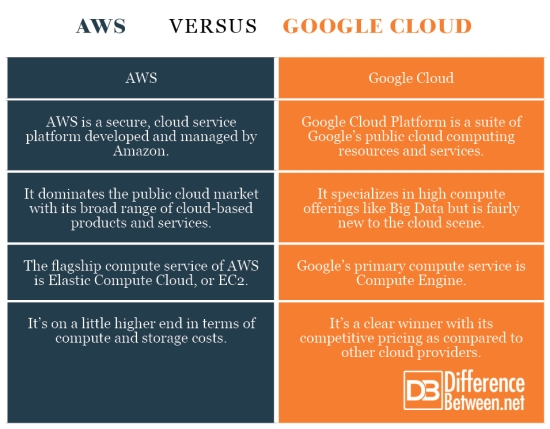 AWS VERSUS GOOGLE CLOUD
AWS
Google Cloud
AWS is a secure, cloud service
platform developed and managed by
Amazon.
Google Cloud Platform is a suite of
Google's public cloud computing
resources and services.
It dominates the public cloud market
with its broad range of cloud-based
products and services.
It specializes in high compute
offerings like Big Data but is fairly
new to the cloud scene.
The flagship compute service of AWS
is Elastic Compute Cloud, or EC2.
Google's primary compute service is
Compute Engine.
It's on a little higher end in terms of
compute and storage costs.
It's a clear winner with its
competitive pricing as compared to
other cloud providers.
DB Difference
Between.net